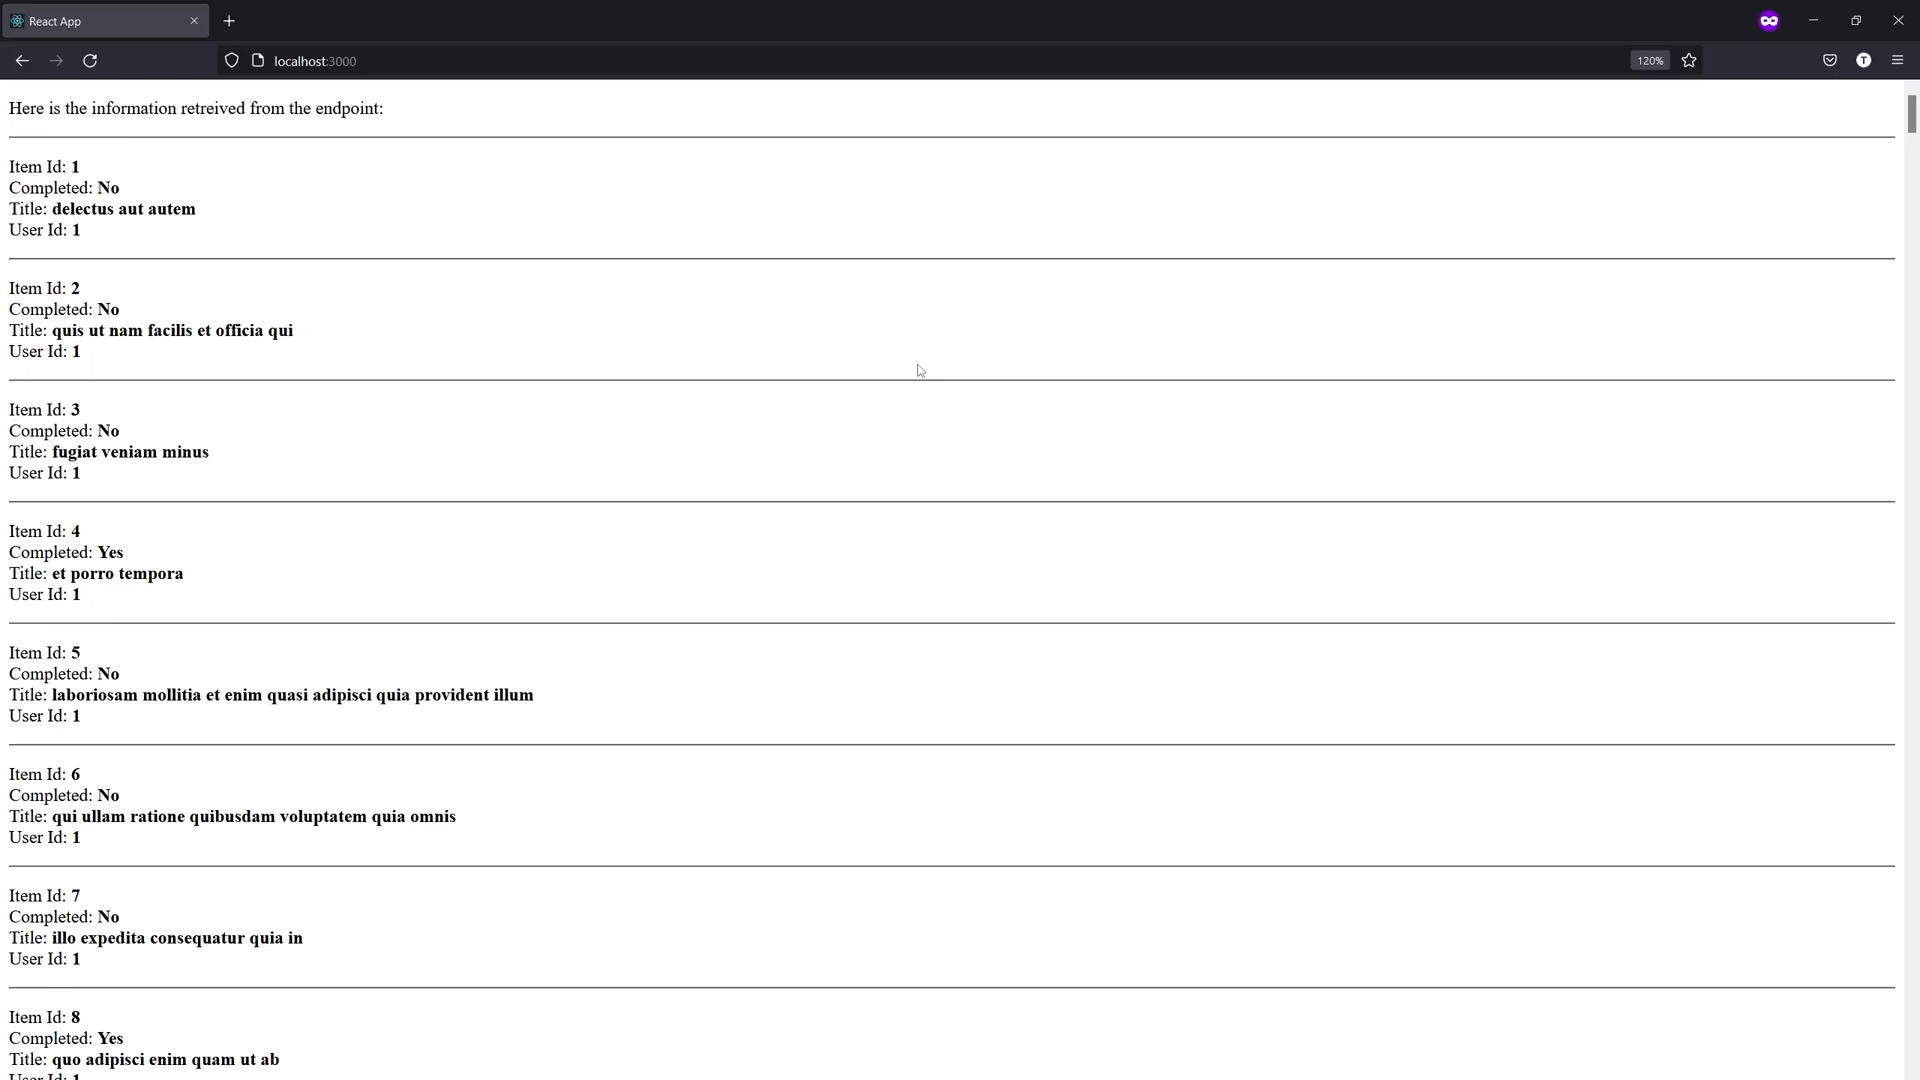 React App
localhost:3000
120%
T
Here is the information retreived from the endpoint:
Item Id: 1
Completed: No
Title: delectus aut autem
User Id: 1
Item Id: 2
Completed: No
Title: quis ut nam facilis et officia qui
User Id: 1
Item Id: 3
Completed: No
Title: fugiat veniam minus
User Id: 1
Item Id: 4
Completed: Yes
Title: et porro tempora
User Id: 1
Item Id: 5
Completed: No
Title: laboriosam mollitia et enim quasi adipisci quia provident illum
User Id: 1
Item Id: 6
Completed: No
Title: qui ullam ratione quibusdam voluptatem quia omnis
User Id: 1
Item Id: 7
Completed: No
Title: illo expedita consequatur quia in
User Id: 1
Item Id: 8
Completed: Yes
Title: quo adipisci enim quam ut ab
User Id: 1